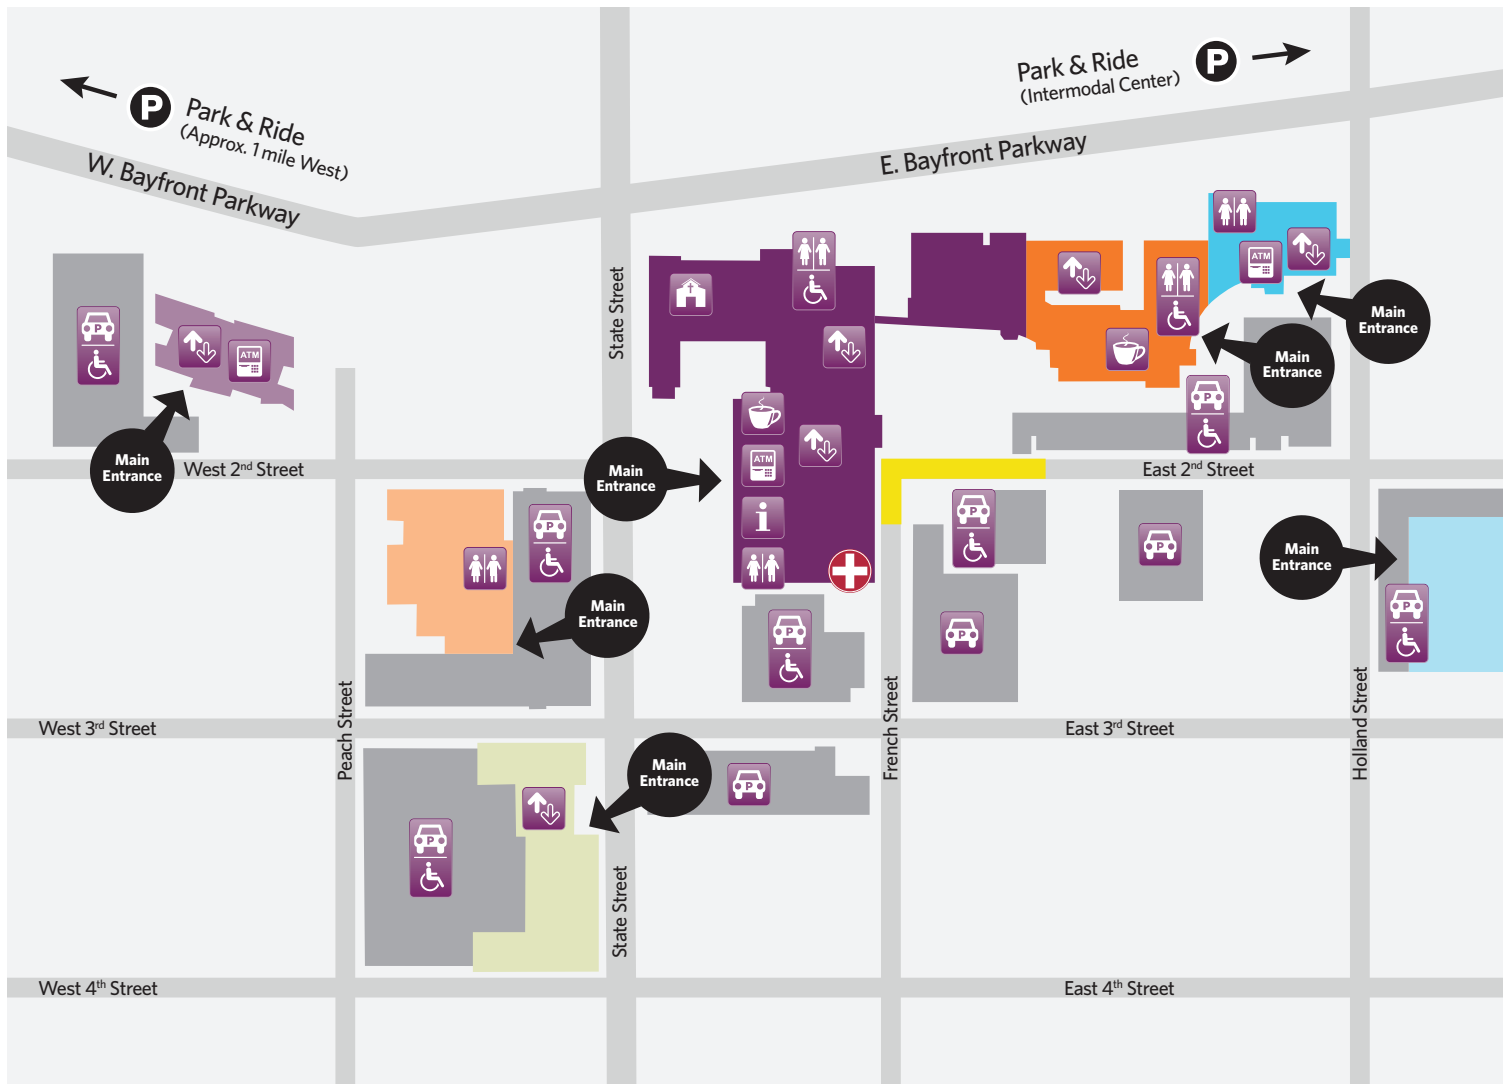 P
Park & Ride
(Approx. 1 mile West)
W. Bayfront Parkway
Park & Ride
(Intermodal Center)
P
E. Bayfront Parkway
State Street
ATM
Main
Entrance
Main
Entrance
P
ATM
P
Main
Entrance
West 2nd Street
Main
Entrance
ATM
i
East 2nd Street
P
P
P
Main
Entrance
Main
Entrance
P
P
P
P
Peach Street
French Street
Holland Street
West 3rd Street
East 3rd Street
Main
Entrance
P
P
State Street
West 4th Street
East 4th Street